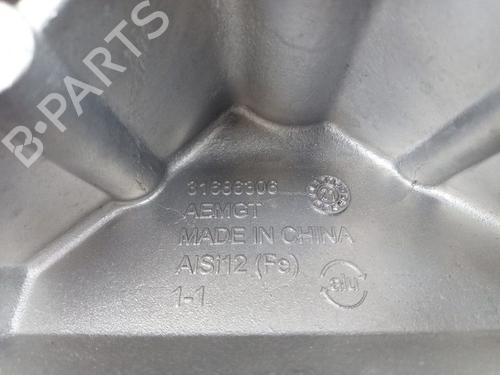 B-PARTS
31686306
AEMGT
MADE IN CHINA
AlSi12 (Fe)
alu
1-1